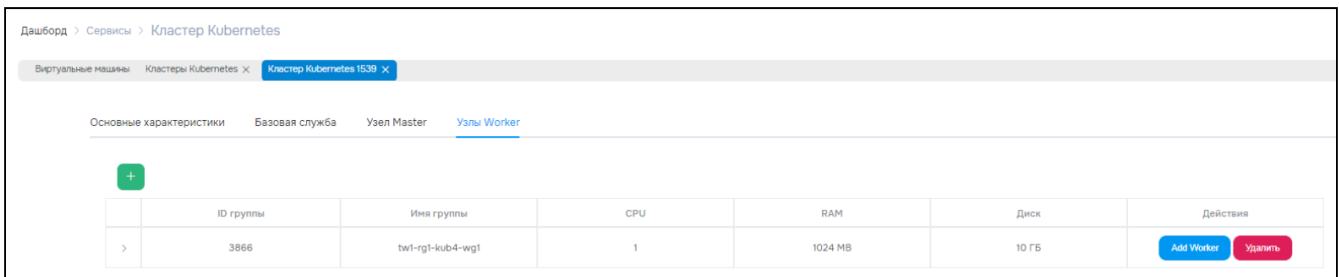 Дашборд > Сервисы > Кластер Kubernetes
Виртуальные машины Кластеры Kubernetes × Кластер Kubernetes 1539 ×
Основные характеристики Базовая служба Узел Master Узлы Worker
+
ID группы Имя группы CPU RAM Диск Действия
> 3866 tw1-rg1-kub4-wg1 1 1024 MB 10 ГБ Add Worker Удалить